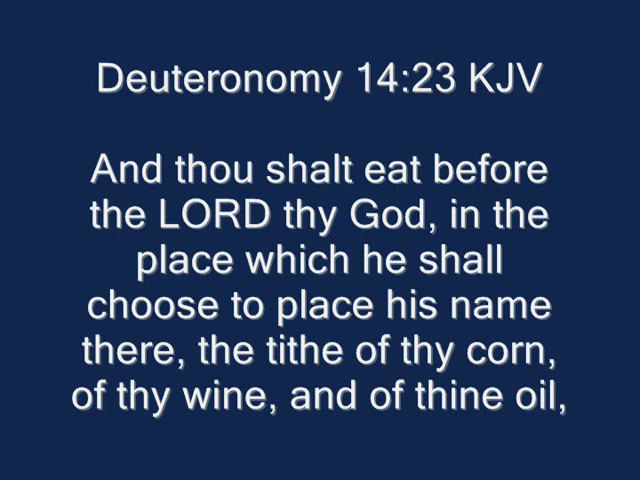 Deuteronomy 14:23 KJV
And thou shalt eat before
the LORD thy God, in the
place which he shall
choose to place his name
there, the tithe of thy corn,
of thy wine, and of thine oil,